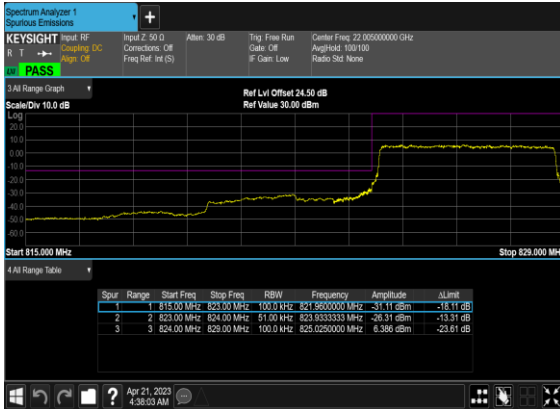 Spectrum Analyzer 1
Spurious Emissions
KEYSIGHT Input: RF Input Z: 50 Ω Atten: 30 dB Trig: Free Run Center Freq: 22.005000000 GHz
R T Coupling: DC Corrections: Off Gate: Off Avg|Hold: 100/100
Align: Off Freq Ref: Int (S) IF Gain: Low Radio Std: None
PASS
3 All Range Graph
Ref Lvl Offset 24.50 dB
Scale/Div 10.0 dB Ref Value 30.00 dBm
Log
20.0
10.0
0.00
-10.0
-20.0
-30.0
-40.0
-50.0
-60.0
Start 815.000 MHz Stop 829.000 MH
4 All Range Table
Spur Range Start Freq Stop Freq RBW Frequency Amplitude ΔLimit
1 1 815.00 MHz 823.00 MHz 100.0 kHz 821.9600000 MHz -31.11 dBm -18.11 dB
2 2 823.00 MHz 824.00 MHz 51.00 kHz 823.9333333 MHz -26.31 dBm -13.31 dB
3 3 824.00 MHz 829.00 MHz 100.0 kHz 825.0250000 MHz 6.386 dBm -23.61 dB
? Apr 21, 2023
4:38:03 AM